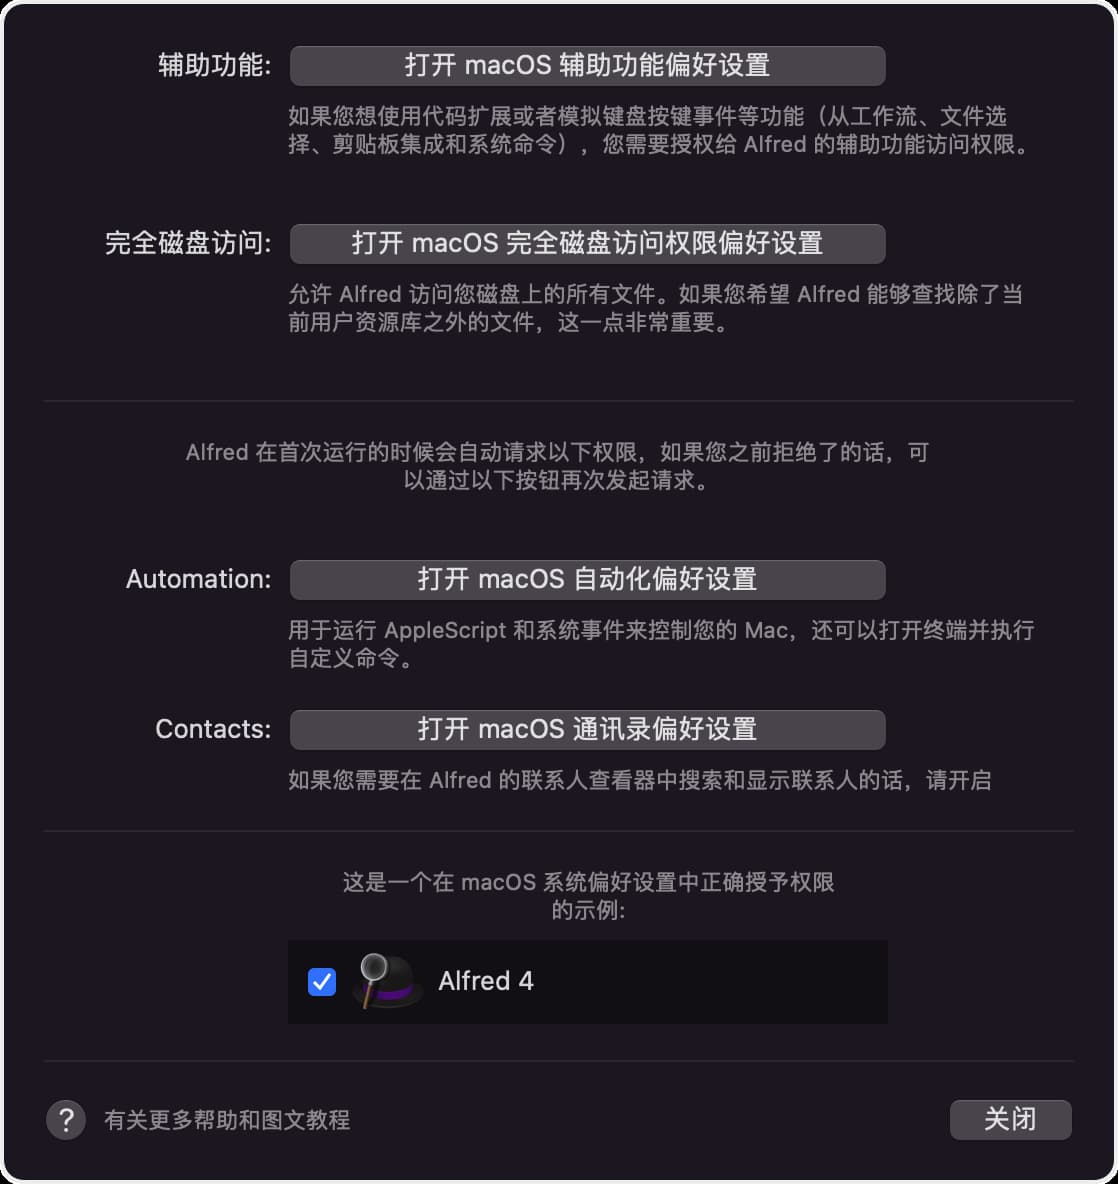 辅助功能: 打开 macOS 辅助功能偏好设置
如果您想使用代码扩展或者模拟键盘按键事件等功能（从工作流、文件选
择、剪贴板集成和系统命令），您需要授权给 Alfred 的辅助功能访问权限。
完全磁盘访问: 打开 macOS 完全磁盘访问权限偏好设置
允许 Alfred 访问您磁盘上的所有文件。如果您希望 Alfred 能够查找除了当
前用户资源库之外的文件，这一点非常重要。
Alfred 在首次运行的时候会自动请求以下权限，如果您之前拒绝了的话，可
以通过以下按钮再次发起请求。
Automation: 打开 macOS 自动化偏好设置
用于运行 AppleScript 和系统事件来控制您的 Mac，还可以打开终端并执行
自定义命令。
Contacts: 打开 macOS 通讯录偏好设置
如果您需要在 Alfred 的联系人查看器中搜索和显示联系人的话，请开启
这是一个在 macOS 系统偏好设置中正确授予权限
的示例:
Alfred 4
? 有关更多帮助和图文教程 关闭